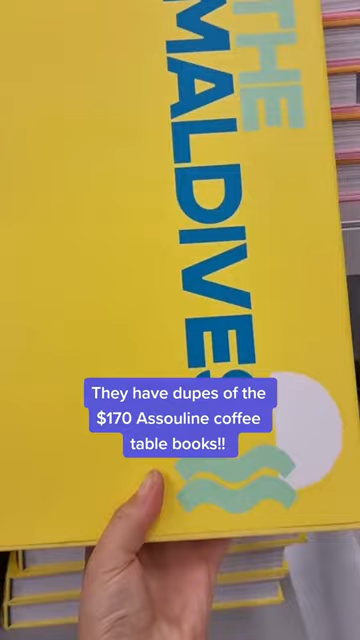 THE
MALDIVES
They have dupes of the
$170 Assouline coffee
table books!!